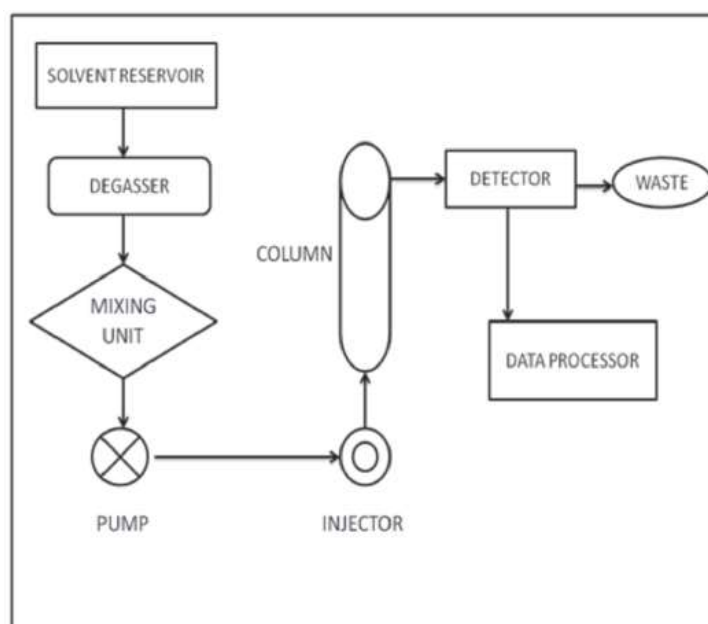 SOLVENT RESERVOIR
DEGASSER
MIXING
UNIT
PUMP
INJECTOR
COLUMN
DETECTOR
WASTE
DATA PROCESSOR